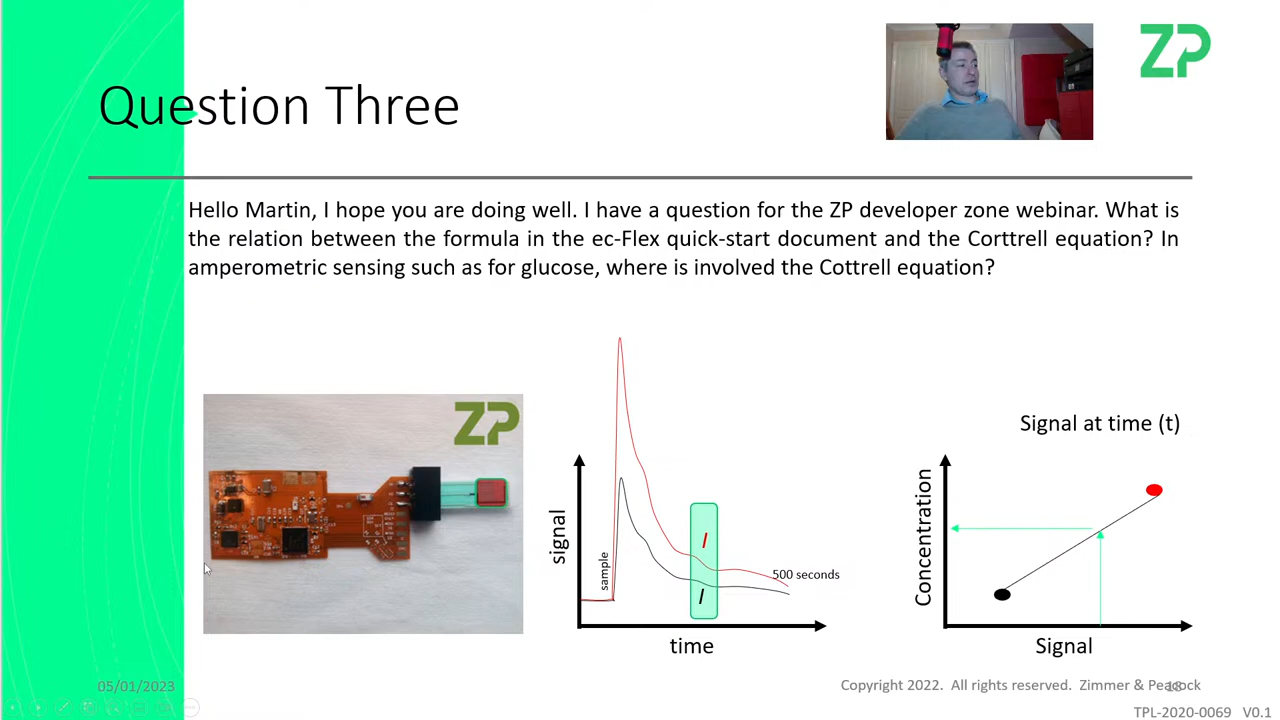 ZP
Question Three
Hello Martin, I hope you are doing well. I have a question for the ZP developer zone webinar. What is
the relation between the formula in the ec-Flex quick-start document and the Corttrell equation? In
amperometric sensing such as for glucose, where is involved the Cottrell equation?
ZP
signal
sample
I
I
500 seconds
time
Signal at time (t)
Concentration
Signal
05/01/2023
Copyright 2022. All rights reserved. Zimmer & Peacock
18
TPL-2020-0069 V0.1